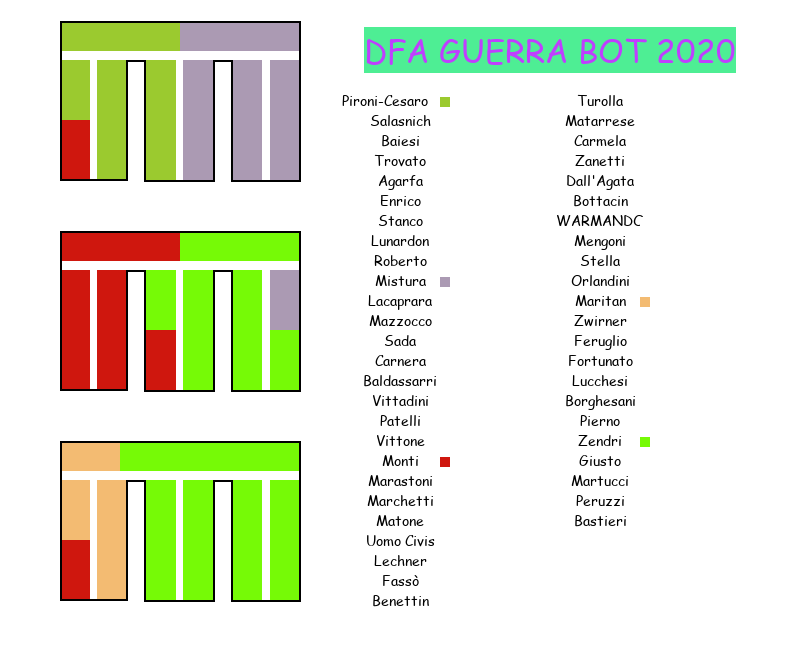 DFA GUERRA BOT 2020
Pironi-Cesaro
Salasnich
Baiesi
Trovato
Agarfa
Enrico
Stanco
Lunardon
Roberto
Mistura
Lacaprara
Mazzocco
Sada
Carnera
Baldassarri
Vittadini
Patelli
Vittone
Monti
Marastoni
Marchetti
Matone
Uomo Civis
Lechner
Fassò
Benettin
Turolla
Matarrese
Carmela
Zanetti
Dall'Agata
Bottacin
WARMANDC
Mengoni
Stella
Orlandini
Maritan
Zwirner
Feruglio
Fortunato
Lucchesi
Borghesani
Pierno
Zendri
Giusto
Martucci
Peruzzi
Bastieri